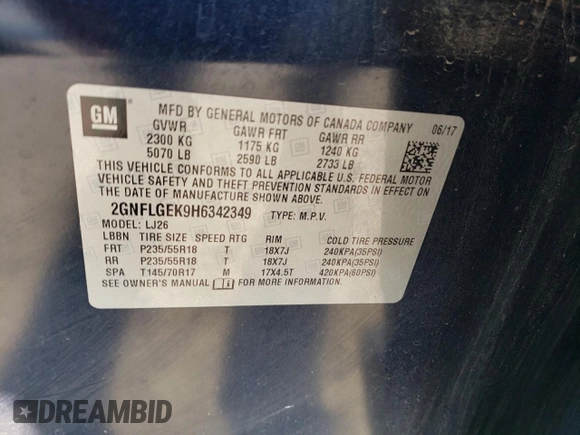 GM
MFD BY GENERAL MOTORS OF CANADA COMPANY 06/17
GVWR GAWR FRT GAWR RR
2300 KG 1175 KG 1240 KG
5070 LB 2590 LB 2733 LB
THIS VEHICLE CONFORMS TO ALL APPLICABLE U.S. FEDERAL MOTOR
VEHICLE SAFETY AND THEFT PREVENTION STANDARDS IN EFFECT ON
THE DATE OF MANUFACTURE SHOWN ABOVE.
2GNFLGEK9H6342349 TYPE: M.P.V.
MODEL: LJ26
LBBN TIRE SIZE SPEED RTG RIM COLD TIRE PRESSURE
FRT P235/55R18 T 18X7J 240KPA(35PSI)
RR P235/55R18 T 18X7J 240KPA(35PSI)
SPA T145/70R17 M 17X4.5T 420KPA(60PSI)
SEE OWNER'S MANUAL i FOR MORE INFORMATION.
DREAMBID